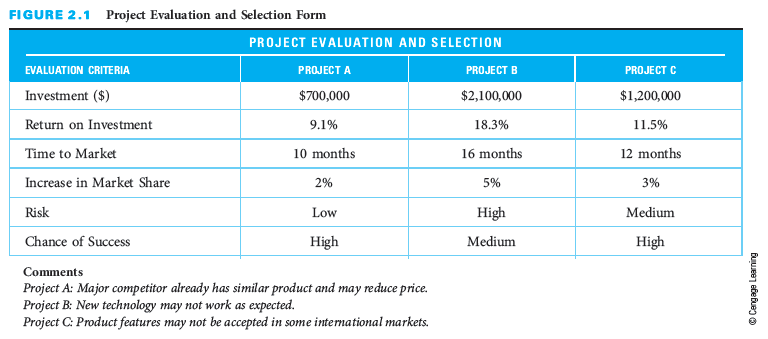 FIGURE 2.1 Project Evaluation and Selection Form
PROJECT EVALUATION AND SELECTION
EVALUATION CRITERIA PROJECT A PROJECT B PROJECT C
Investment ($) $700,000 $2,100,000 $1,200,000
Return on Investment 9.1% 18.3% 11.5%
Time to Market 10 months 16 months 12 months
Increase in Market Share 2% 5% 3%
Risk Low High Medium
Chance of Success High Medium High
Comments
Project A: Major competitor already has similar product and may reduce price.
Project B: New technology may not work as expected.
Project C: Product features may not be accepted in some international markets.
© Cengage Learning